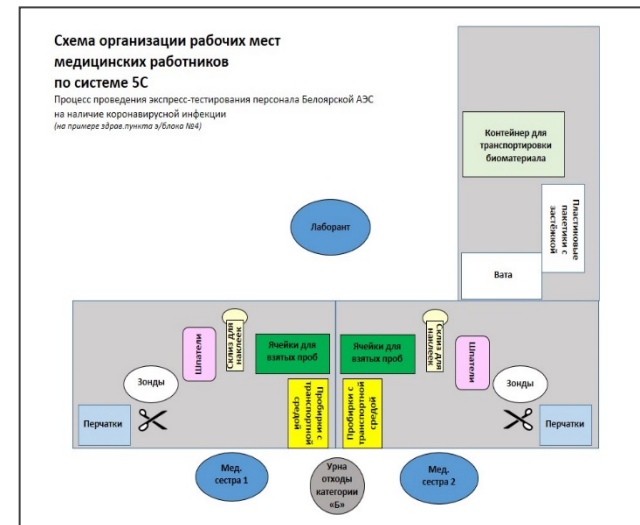 Схема организации рабочих мест
медицинских работников
по системе 5С
Процесс проведения экспресс-тестирования персонала Белоярской АЭС
на наличие коронавирусной инфекции
(на примере здрав.пункта э/блока №4)
Контейнер для
транспортировки
биоматериала
Пластиковые
пакетики с
застёжкой
Лаборант
Вата
Шпатели
Склиз для
наклеек
Ячейки для
взятых проб
Ячейки для
взятых проб
Склиз для
наклеек
Шпатели
Зонды
Зонды
Перчатки
Пробирки с
транспортной
средой
Пробирки с
транспортной
средой
Перчатки
Мед.
сестра 1
Урна
отходы
категории
«Б»
Мед.
сестра 2